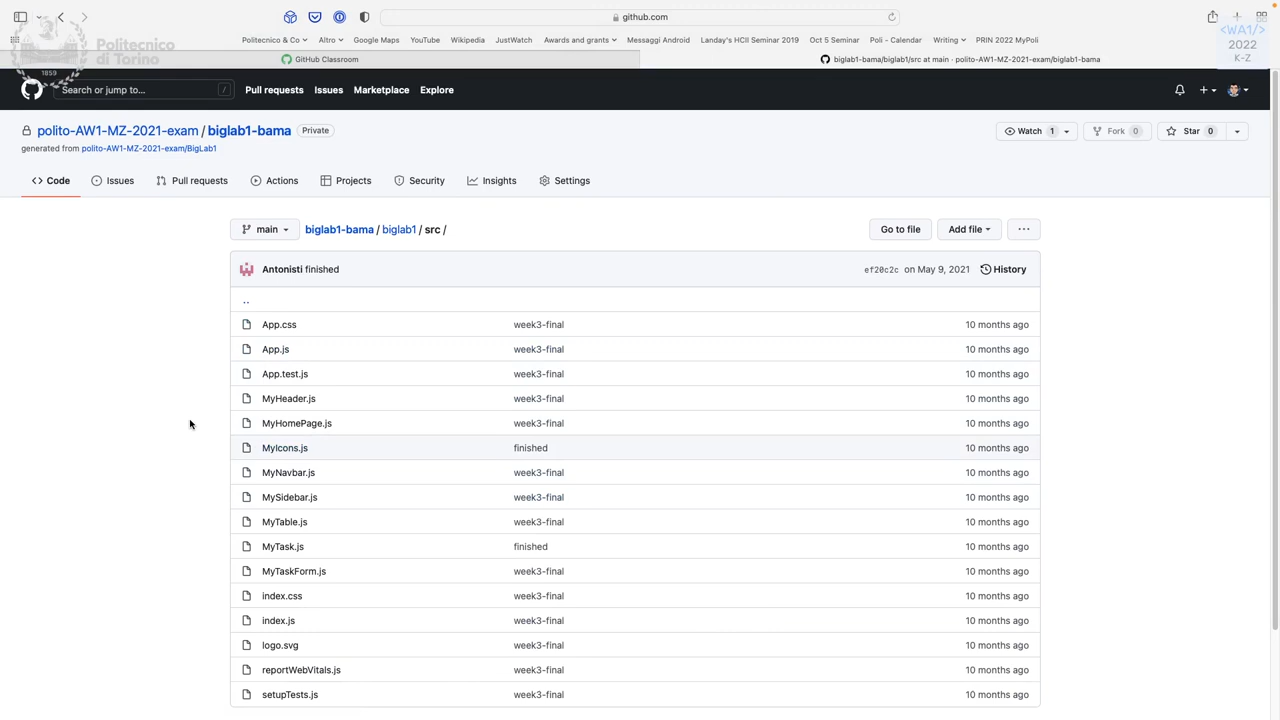 github.com
Politecnico & Co
Altro
Google Maps
YouTube
Wikipedia
JustWatch
Awards and grants
Messaggi Android
Landay's HCII Seminar 2019
Oct 5 Seminar
Poli - Calendar
Writing
PRIN 2022 MyPoli
Politecnico
di Torino
1859
<WA1/>
2022
K-Z
GitHub Classroom
biglab1-bama/biglab1/src at main · polito-AW1-MZ-2021-exam/biglab1-bama
Search or jump to...
/
Pull requests
Issues
Marketplace
Explore
polito-AW1-MZ-2021-exam / biglab1-bama
Private
Watch 1
Fork 0
Star 0
generated from polito-AW1-MZ-2021-exam/BigLab1
<> Code
Issues
Pull requests
Actions
Projects
Security
Insights
Settings
main
biglab1-bama / biglab1 / src /
Go to file
Add file
...
Antonisti finished
ef20c2c on May 9, 2021
History
..
App.css week3-final 10 months ago
App.js week3-final 10 months ago
App.test.js week3-final 10 months ago
MyHeader.js week3-final 10 months ago
MyHomePage.js week3-final 10 months ago
MyIcons.js finished 10 months ago
MyNavbar.js week3-final 10 months ago
MySidebar.js week3-final 10 months ago
MyTable.js week3-final 10 months ago
MyTask.js finished 10 months ago
MyTaskForm.js week3-final 10 months ago
index.css week3-final 10 months ago
index.js week3-final 10 months ago
logo.svg week3-final 10 months ago
reportWebVitals.js week3-final 10 months ago
setupTests.js week3-final 10 months ago